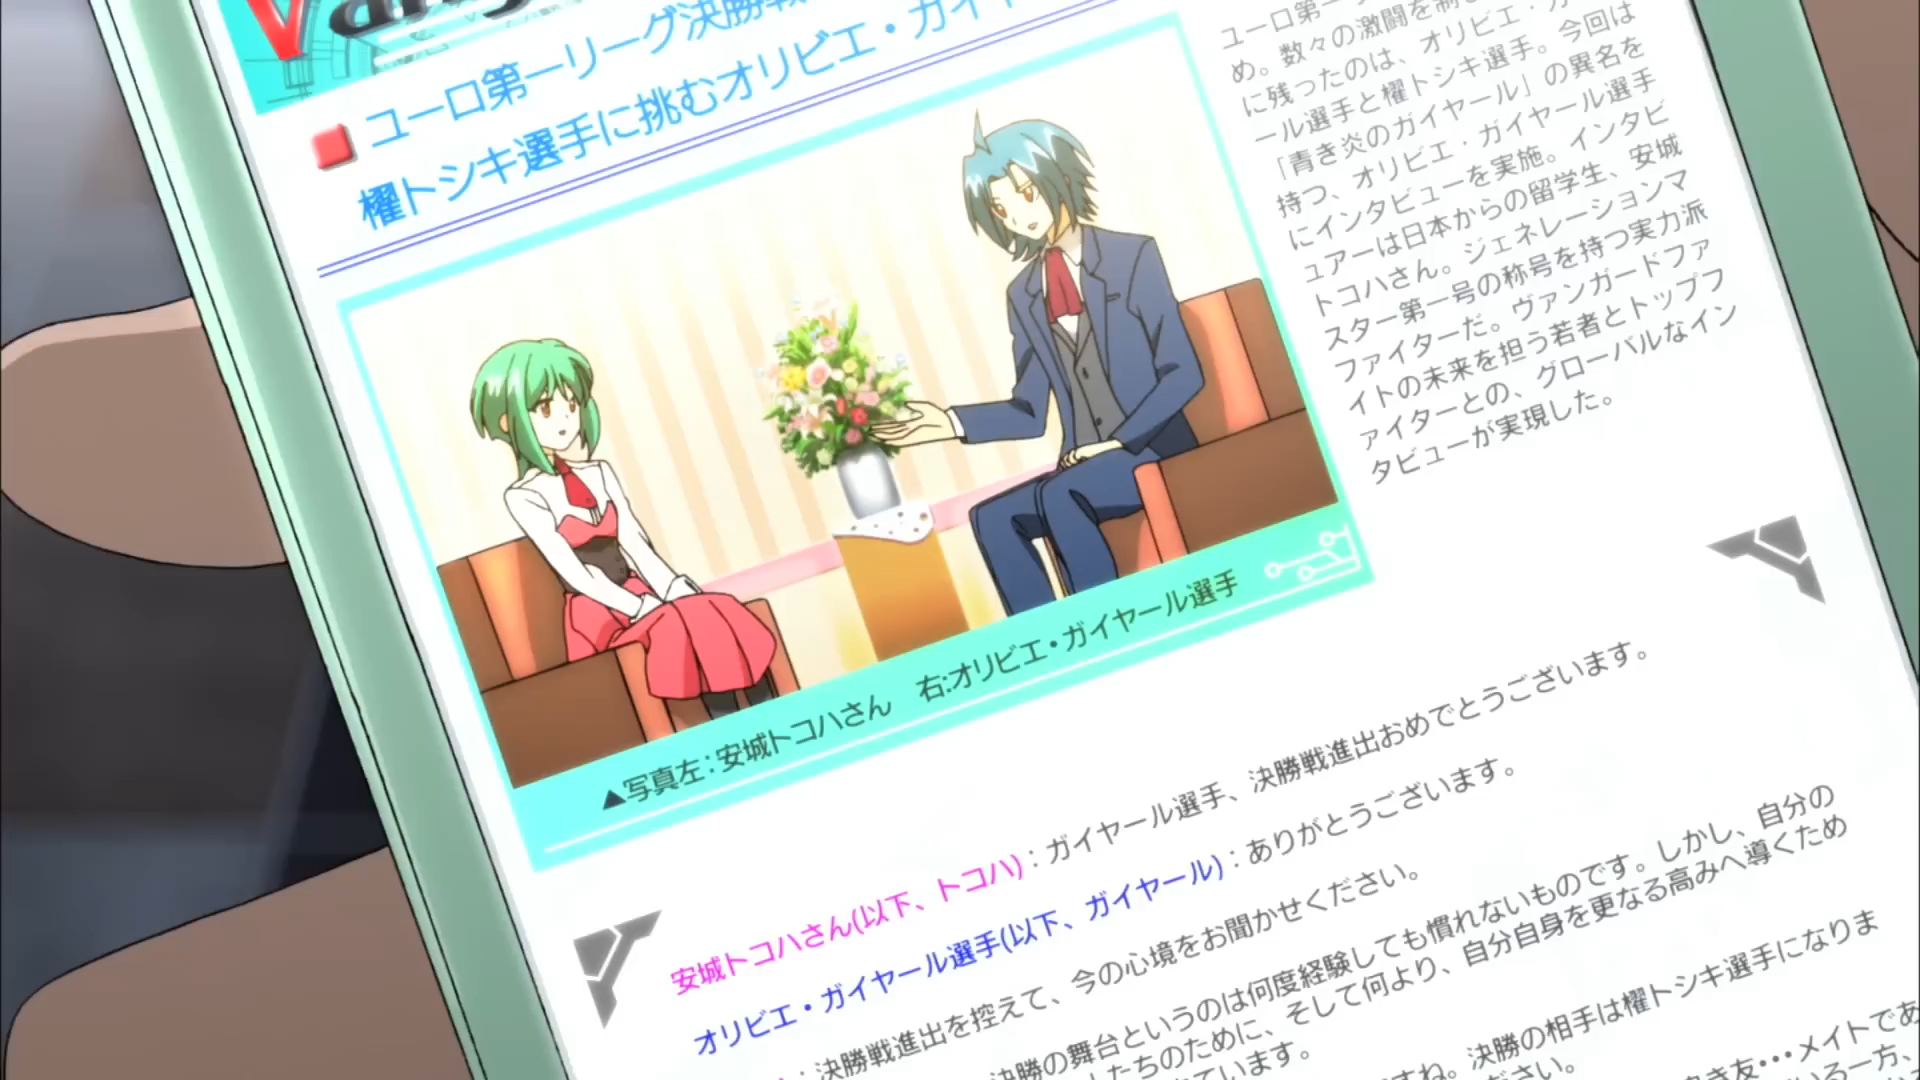 Vang
ユーロ第一リーグ決勝戦
櫂トシキ選手に挑むオリビエ・ガイヤ
ユーロ第一
め。数々の激闘を制し
に残ったのは、オリビエ・ガ
ール選手と櫂トシキ選手。今回は
「青き炎のガイヤール」の異名を
持つ、オリビエ・ガイヤール選手
にインタビューを実施。インタビ
ュアーは日本からの留学生、安城
トコハさん。ジェネレーションマ
スター第一号の称号を持つ実力派
ファイターだ。ヴァンガードファ
イトの未来を担う若者とトップフ
ァイターとの、グローバルなイン
タビューが実現した。
▲写真左:安城トコハさん　右:オリビエ・ガイヤール選手
安城トコハさん(以下、トコハ)：ガイヤール選手、決勝戦進出おめでとうございます。
オリビエ・ガイヤール選手(以下、ガイヤール)：ありがとうございます。
：決勝戦進出を控えて、今の心境をお聞かせください。
決勝の舞台というのは何度経験しても慣れないものです。しかし、自分の
たちのために、そして何より、自分自身を更なる高みへ導くため
ています。
すね。決勝の相手は櫂トシキ選手になりま
ださい。
き友・・・メイトであ
いる一方、